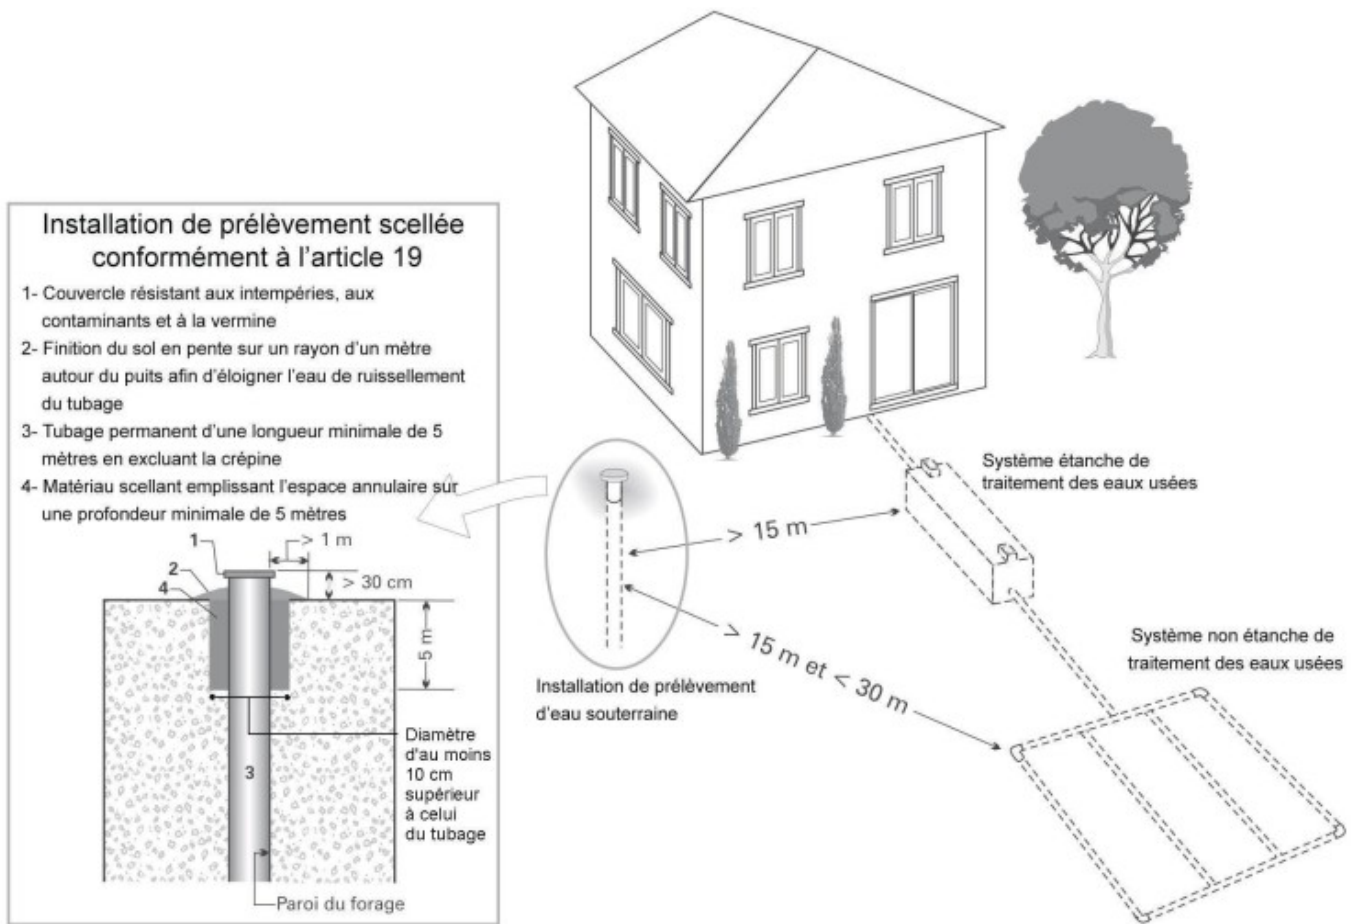 Installation de prélèvement scellée
conformément à l'article 19
1- Couvercle résistant aux intempéries, aux
contaminants et à la vermine
2- Finition du sol en pente sur un rayon d'un mètre
autour du puits afin d'éloigner l'eau de ruissellement
du tubage
3- Tubage permanent d'une longueur minimale de 5
mètres en excluant la crépine
4- Matériau scellant emplissant l'espace annulaire sur
une profondeur minimale de 5 mètres
1
> 1 m
2
> 30 cm
4
5 m
Diamètre
d'au moins
10 cm
supérieur
à celui
du tubage
3
Paroi du forage
Système étanche de
traitement des eaux usées
> 15 m
> 15 m et < 30 m
Installation de prélèvement
d'eau souterraine
Système non étanche de
traitement des eaux usées